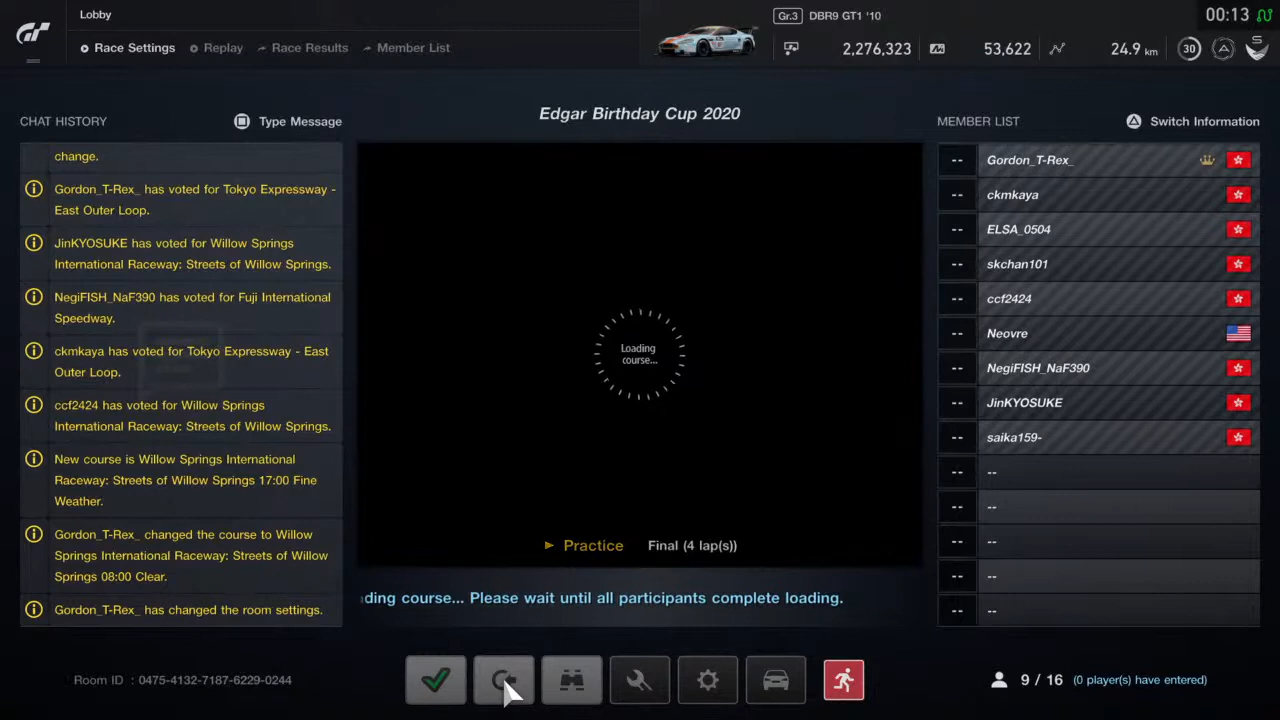 Lobby
Race Settings
Replay
Race Results
Member List
Gr.3 DBR9 GT1 '10
2,276,323
53,622
24.9 km
30
A
S
00:13
CHAT HISTORY
Type Message
Edgar Birthday Cup 2020
MEMBER LIST
Switch Information
change.
Gordon_T-Rex_ has voted for Tokyo Expressway -
East Outer Loop.
JinKYOSUKE has voted for Willow Springs
International Raceway: Streets of Willow Springs.
NegiFISH_NaF390 has voted for Fuji International
Speedway.
ckmkaya has voted for Tokyo Expressway - East
Outer Loop.
ccf2424 has voted for Willow Springs
International Raceway: Streets of Willow Springs.
New course is Willow Springs International
Raceway: Streets of Willow Springs 17:00 Fine
Weather.
Gordon_T-Rex_ changed the course to Willow
Springs International Raceway: Streets of Willow
Springs 08:00 Clear.
Gordon_T-Rex_ has changed the room settings.
Loading
course...
Practice
Final (4 lap(s))
ding course... Please wait until all participants complete loading.
-- Gordon_T-Rex_
-- ckmkaya
-- ELSA_0504
-- skchan101
-- ccf2424
-- Neovre
-- NegiFISH_NaF390
-- JinKYOSUKE
-- saika159-
-- --
-- --
-- --
-- --
-- --
Room ID : 0475-4132-7187-6229-0244
9 / 16 (0 player(s) have entered)